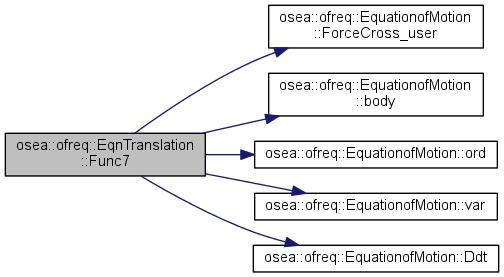 osea::ofreq::EqnTranslation
::Func7
osea::ofreq::EquationofMotion
::ForceCross_user
osea::ofreq::EquationofMotion
::body
osea::ofreq::EquationofMotion::ord
osea::ofreq::EquationofMotion::var
osea::ofreq::EquationofMotion::Ddt